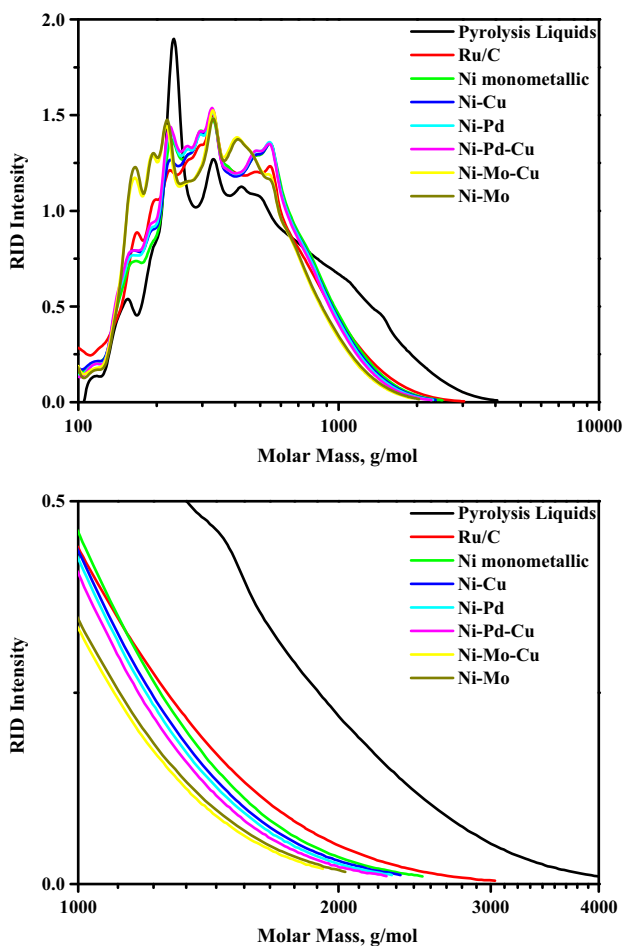 2.0
1.5
1.0
0.5
0.0
RID Intensity
Pyrolysis Liquids
Ru/C
Ni monometallic
Ni-Cu
Ni-Pd
Ni-Pd-Cu
Ni-Mo-Cu
Ni-Mo
100
1000
10000
Molar Mass, g/mol
0.5
0.0
RID Intensity
Pyrolysis Liquids
Ru/C
Ni monometallic
Ni-Cu
Ni-Pd
Ni-Pd-Cu
Ni-Mo-Cu
Ni-Mo
1000
2000
3000
4000
Molar Mass, g/mol